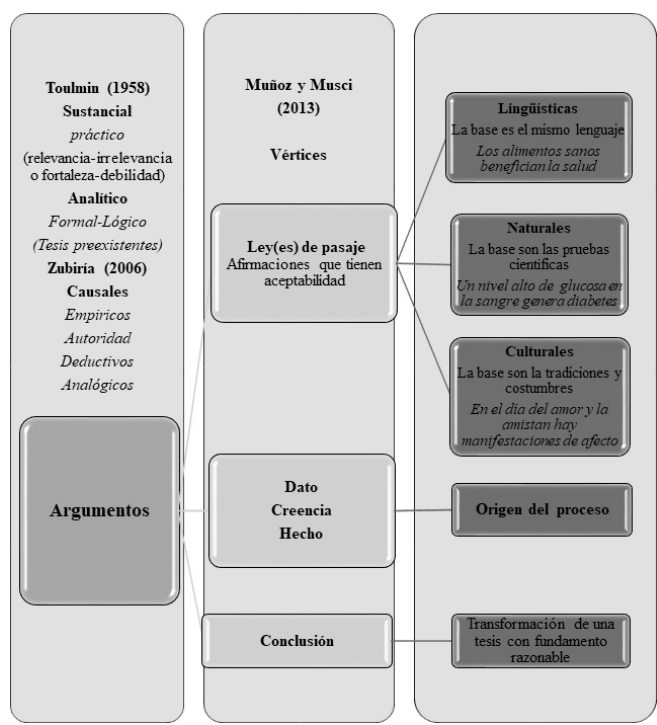 Toulmin (1958)
Sustancial
práctico
(relevancia-irrelevancia
o fortaleza-debilidad)
Analítico
Formal-Lógico
(Tesis preexistentes)
Zubiría (2006)
Causales
Empiricos
Autoridad
Deductivos
Analógicos
Argumentos
Muñoz y Musci
(2013)
Vértices
Ley(es) de pasaje
Afirmaciones que tienen
aceptabilidad
Dato
Creencia
Hecho
Conclusión
Lingüísticas
La base es el mismo lenguaje
Los alimentos sanos
benefician la salud
Naturales
La base son las pruebas
científicas
Un nivel alto de glucosa en
la sangre genera diabetes
Culturales
La base son la tradiciones y
costumbres
En el día del amor y la
amistan hay
manifestaciones de afecto
Origen del proceso
Transformación de una
tesis con fundamento
razonable